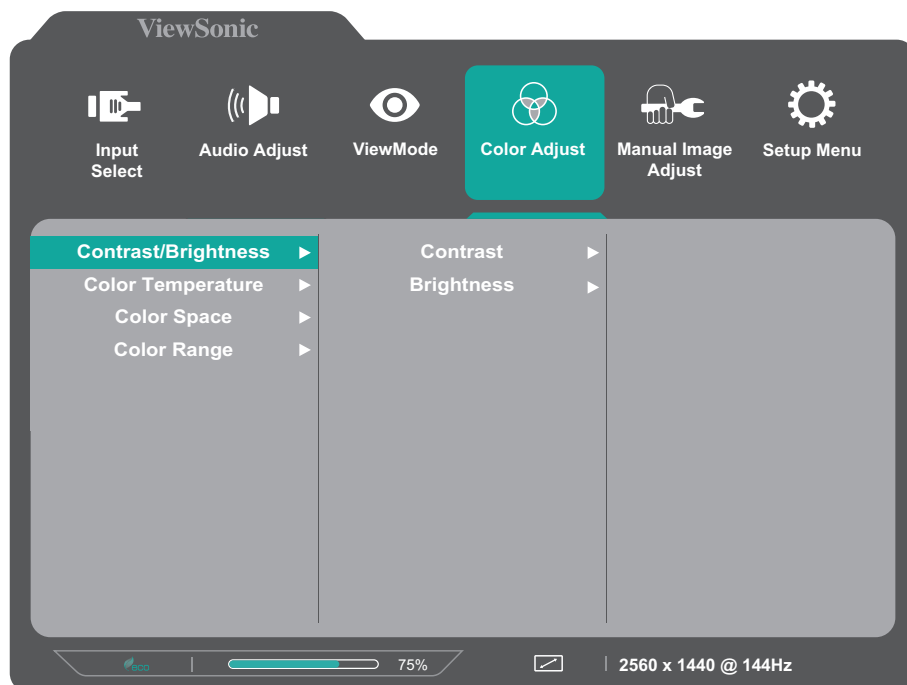 ViewSonic
Input Select
Audio Adjust
ViewMode
Color Adjust
Manual Image Adjust
Setup Menu
Contrast/Brightness
Color Temperature
Color Space
Color Range
Contrast
Brightness
eco
75%
2560 x 1440 @ 144Hz